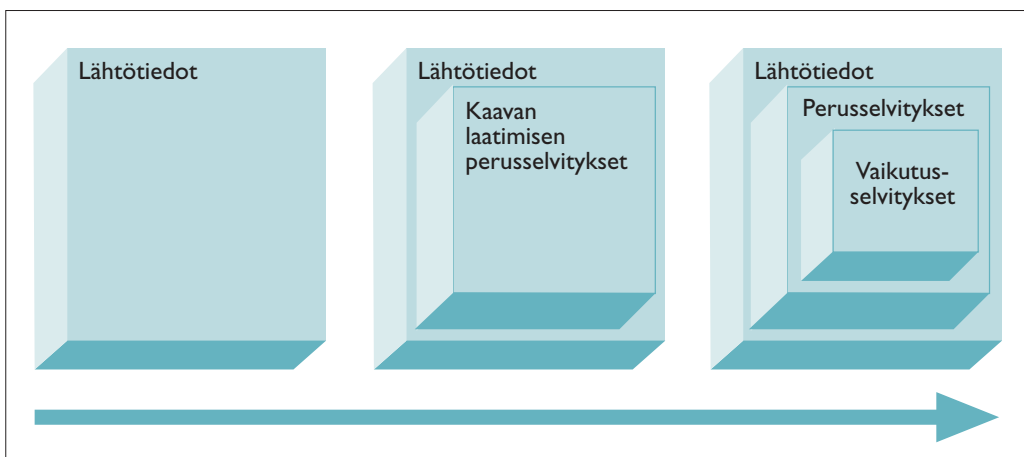 Lähtötiedot
Lähtötiedot
Kaavan
laatimisen
perusselvitykset
Lähtötiedot
Perusselvitykset
Vaikutus-
selvitykset